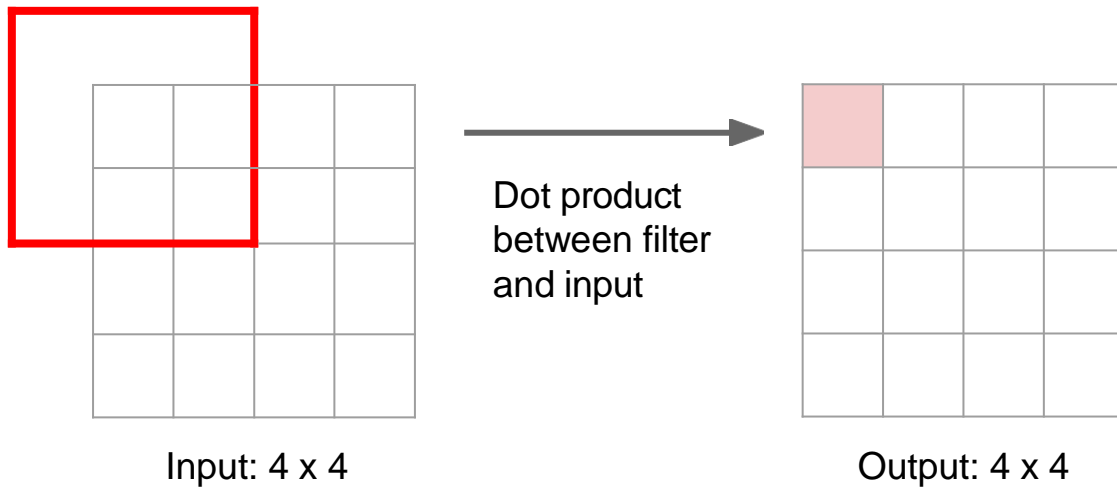 Dot product
between filter
and input
Input: 4 x 4
Output: 4 x 4